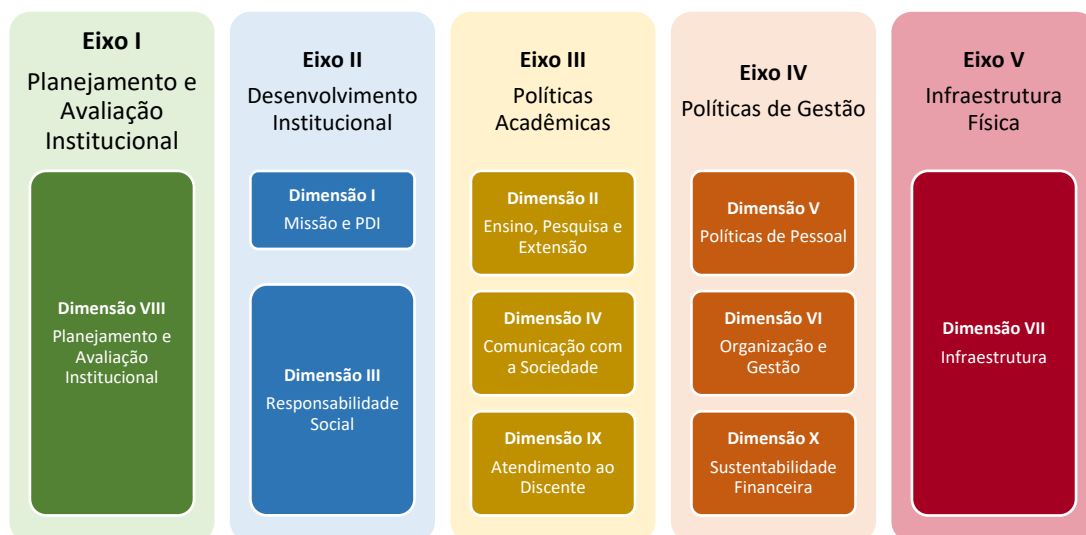 Eixo I
Planejamento e
Avaliação
Institucional
Dimensão VIII
Planejamento e
Avaliação
Institucional
Eixo II
Desenvolvimento
Institucional
Dimensão I
Missão e PDI
Dimensão III
Responsabilidade
Social
Eixo III
Políticas
Acadêmicas
Dimensão II
Ensino, Pesquisa e
Extensão
Dimensão IV
Comunicação com
a Sociedade
Dimensão IX
Atendimento ao
Discente
Eixo IV
Políticas de Gestão
Dimensão V
Políticas de Pessoal
Dimensão VI
Organização e
Gestão
Dimensão X
Sustentabilidade
Financeira
Eixo V
Infraestrutura
Física
Dimensão VII
Infraestrutura